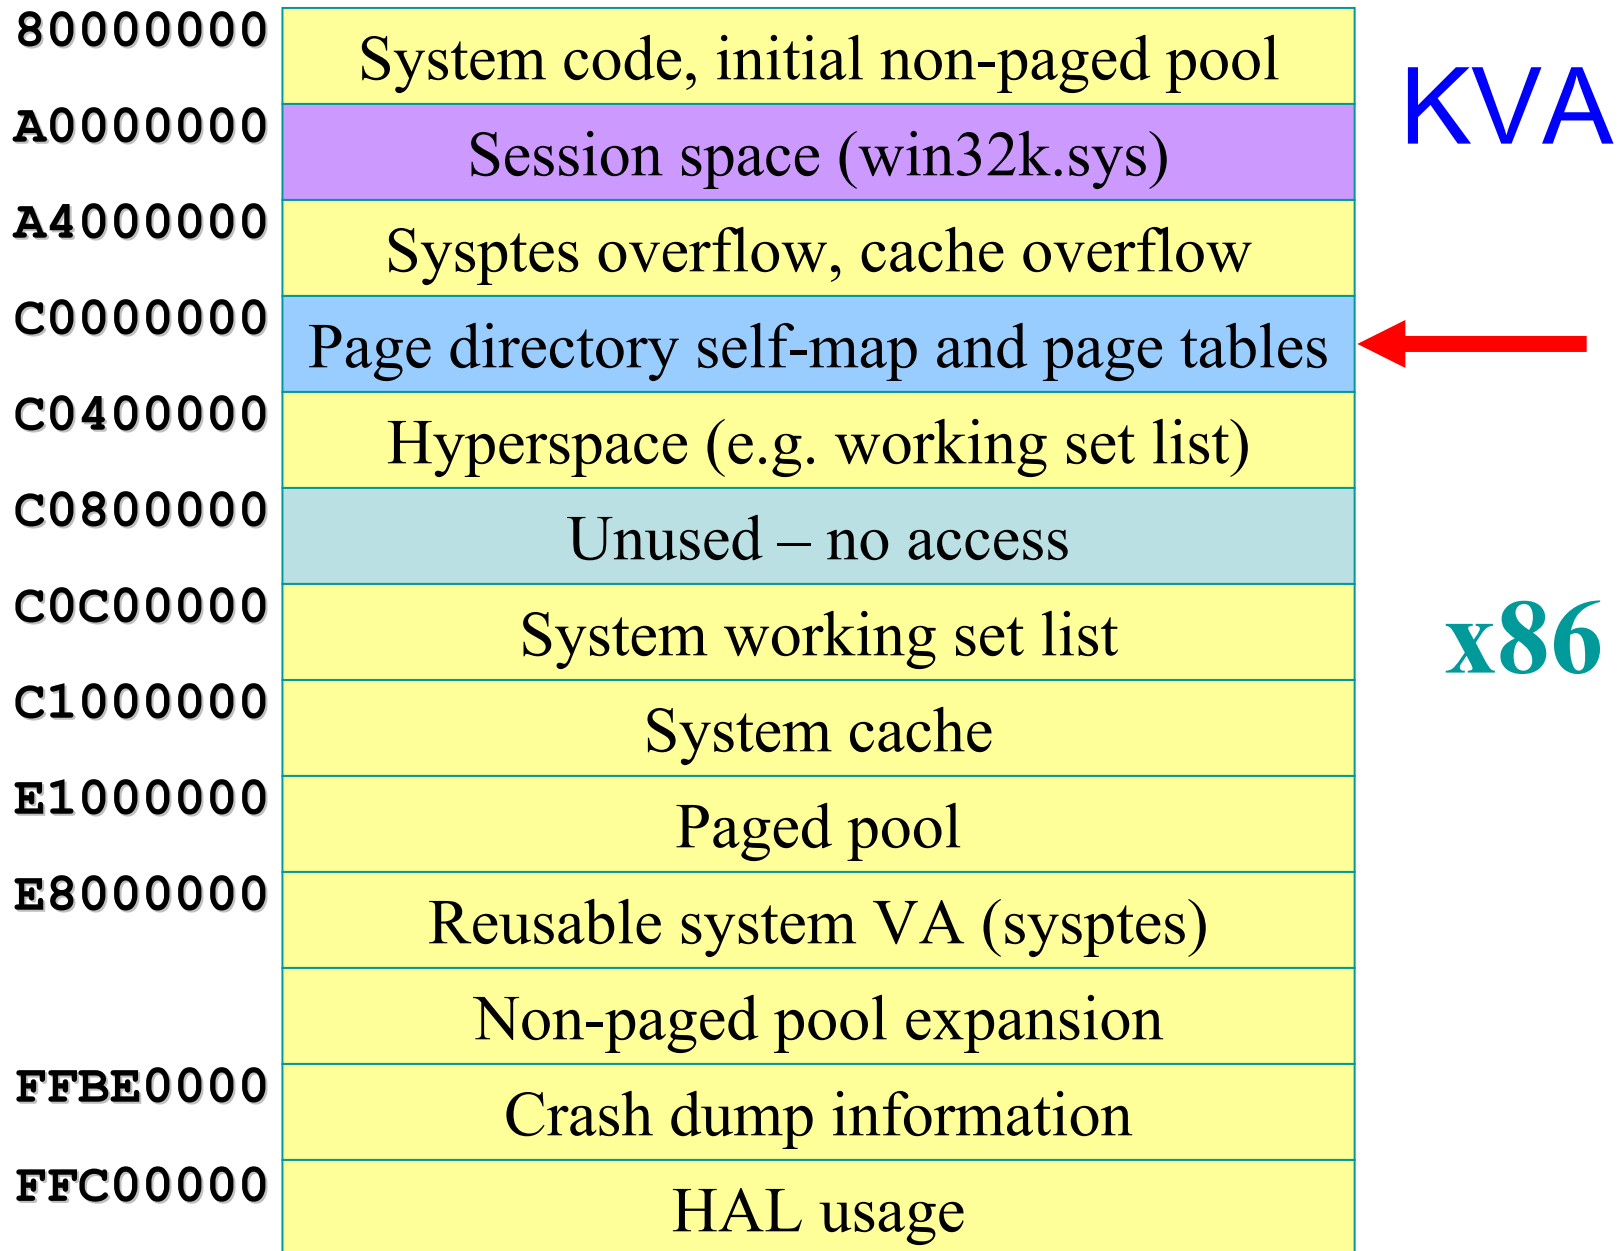 80000000
System code, initial non-paged pool
KVA
A0000000
Session space (win32k.sys)
A4000000
Sysptes overflow, cache overflow
C0000000
Page directory self-map and page tables
C0400000
Hyperspace (e.g. working set list)
C0800000
Unused – no access
C0C00000
System working set list
x86
C1000000
System cache
E1000000
Paged pool
E8000000
Reusable system VA (sysptes)
Non-paged pool expansion
FFBE0000
Crash dump information
FFC00000
HAL usage